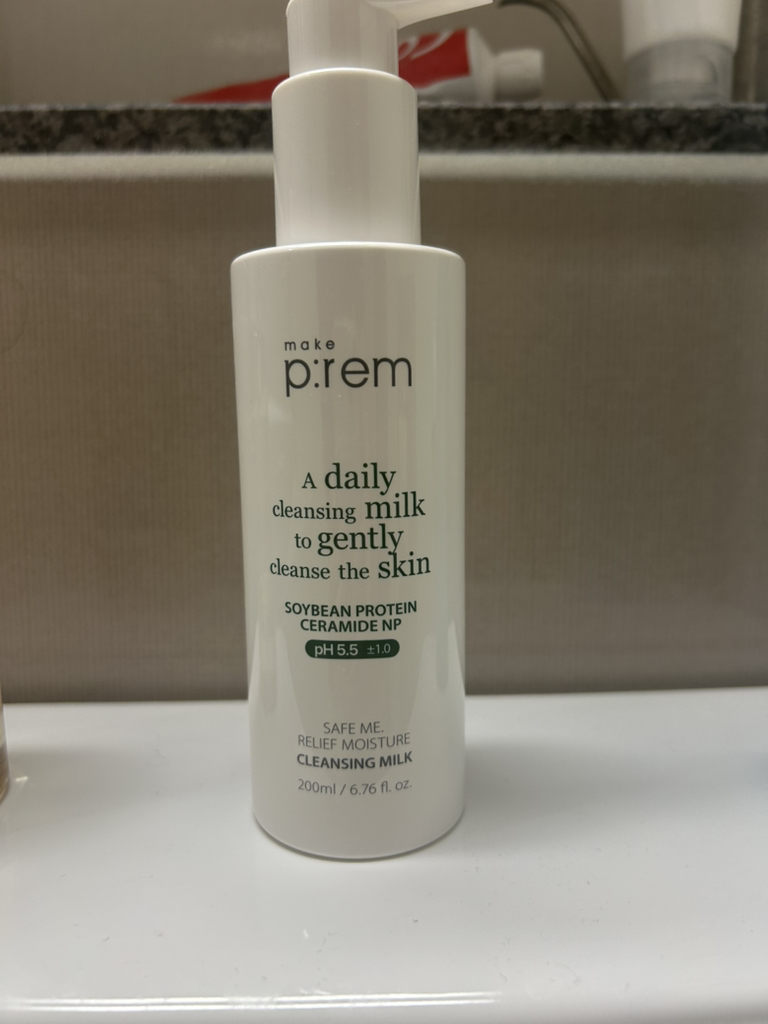 make
p:rem
A daily
cleansing milk
to gently
cleanse the skin
SOYBEAN PROTEIN
CERAMIDE NP
pH 5.5 ±1.0
SAFE ME.
RELIEF MOISTURE
CLEANSING MILK
200ml / 6.76 fl. oz.